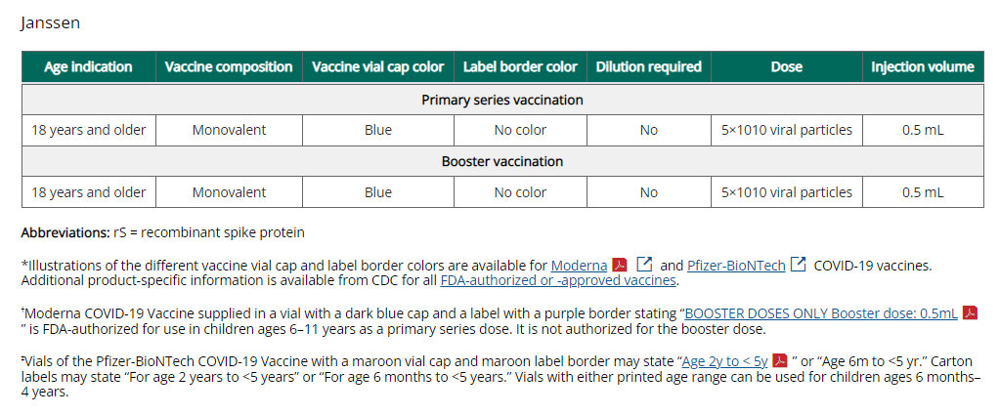 Janssen
Age indication Vaccine composition Vaccine vial cap color Label border color Dilution required Dose Injection volume
Primary series vaccination
18 years and older Monovalent Blue No color No 5×1010 viral particles 0.5 mL
Booster vaccination
18 years and older Monovalent Blue No color No 5×1010 viral particles 0.5 mL
Abbreviations: rS = recombinant spike protein
*Illustrations of the different vaccine vial cap and label border colors are available for Moderna and Pfizer-BioNTech COVID-19 vaccines.
Additional product-specific information is available from CDC for all FDA-authorized or -approved vaccines.
†Moderna COVID-19 Vaccine supplied in a vial with a dark blue cap and a label with a purple border stating “BOOSTER DOSES ONLY Booster dose: 0.5mL
” is FDA-authorized for use in children ages 6–11 years as a primary series dose. It is not authorized for the booster dose.
‡Vials of the Pfizer-BioNTech COVID-19 Vaccine with a maroon vial cap and maroon label border may state “Age 2y to < 5y ” or “Age 6m to <5 yr.” Carton
labels may state “For age 2 years to <5 years” or “For age 6 months to <5 years.” Vials with either printed age range can be used for children ages 6 months–
4 years.